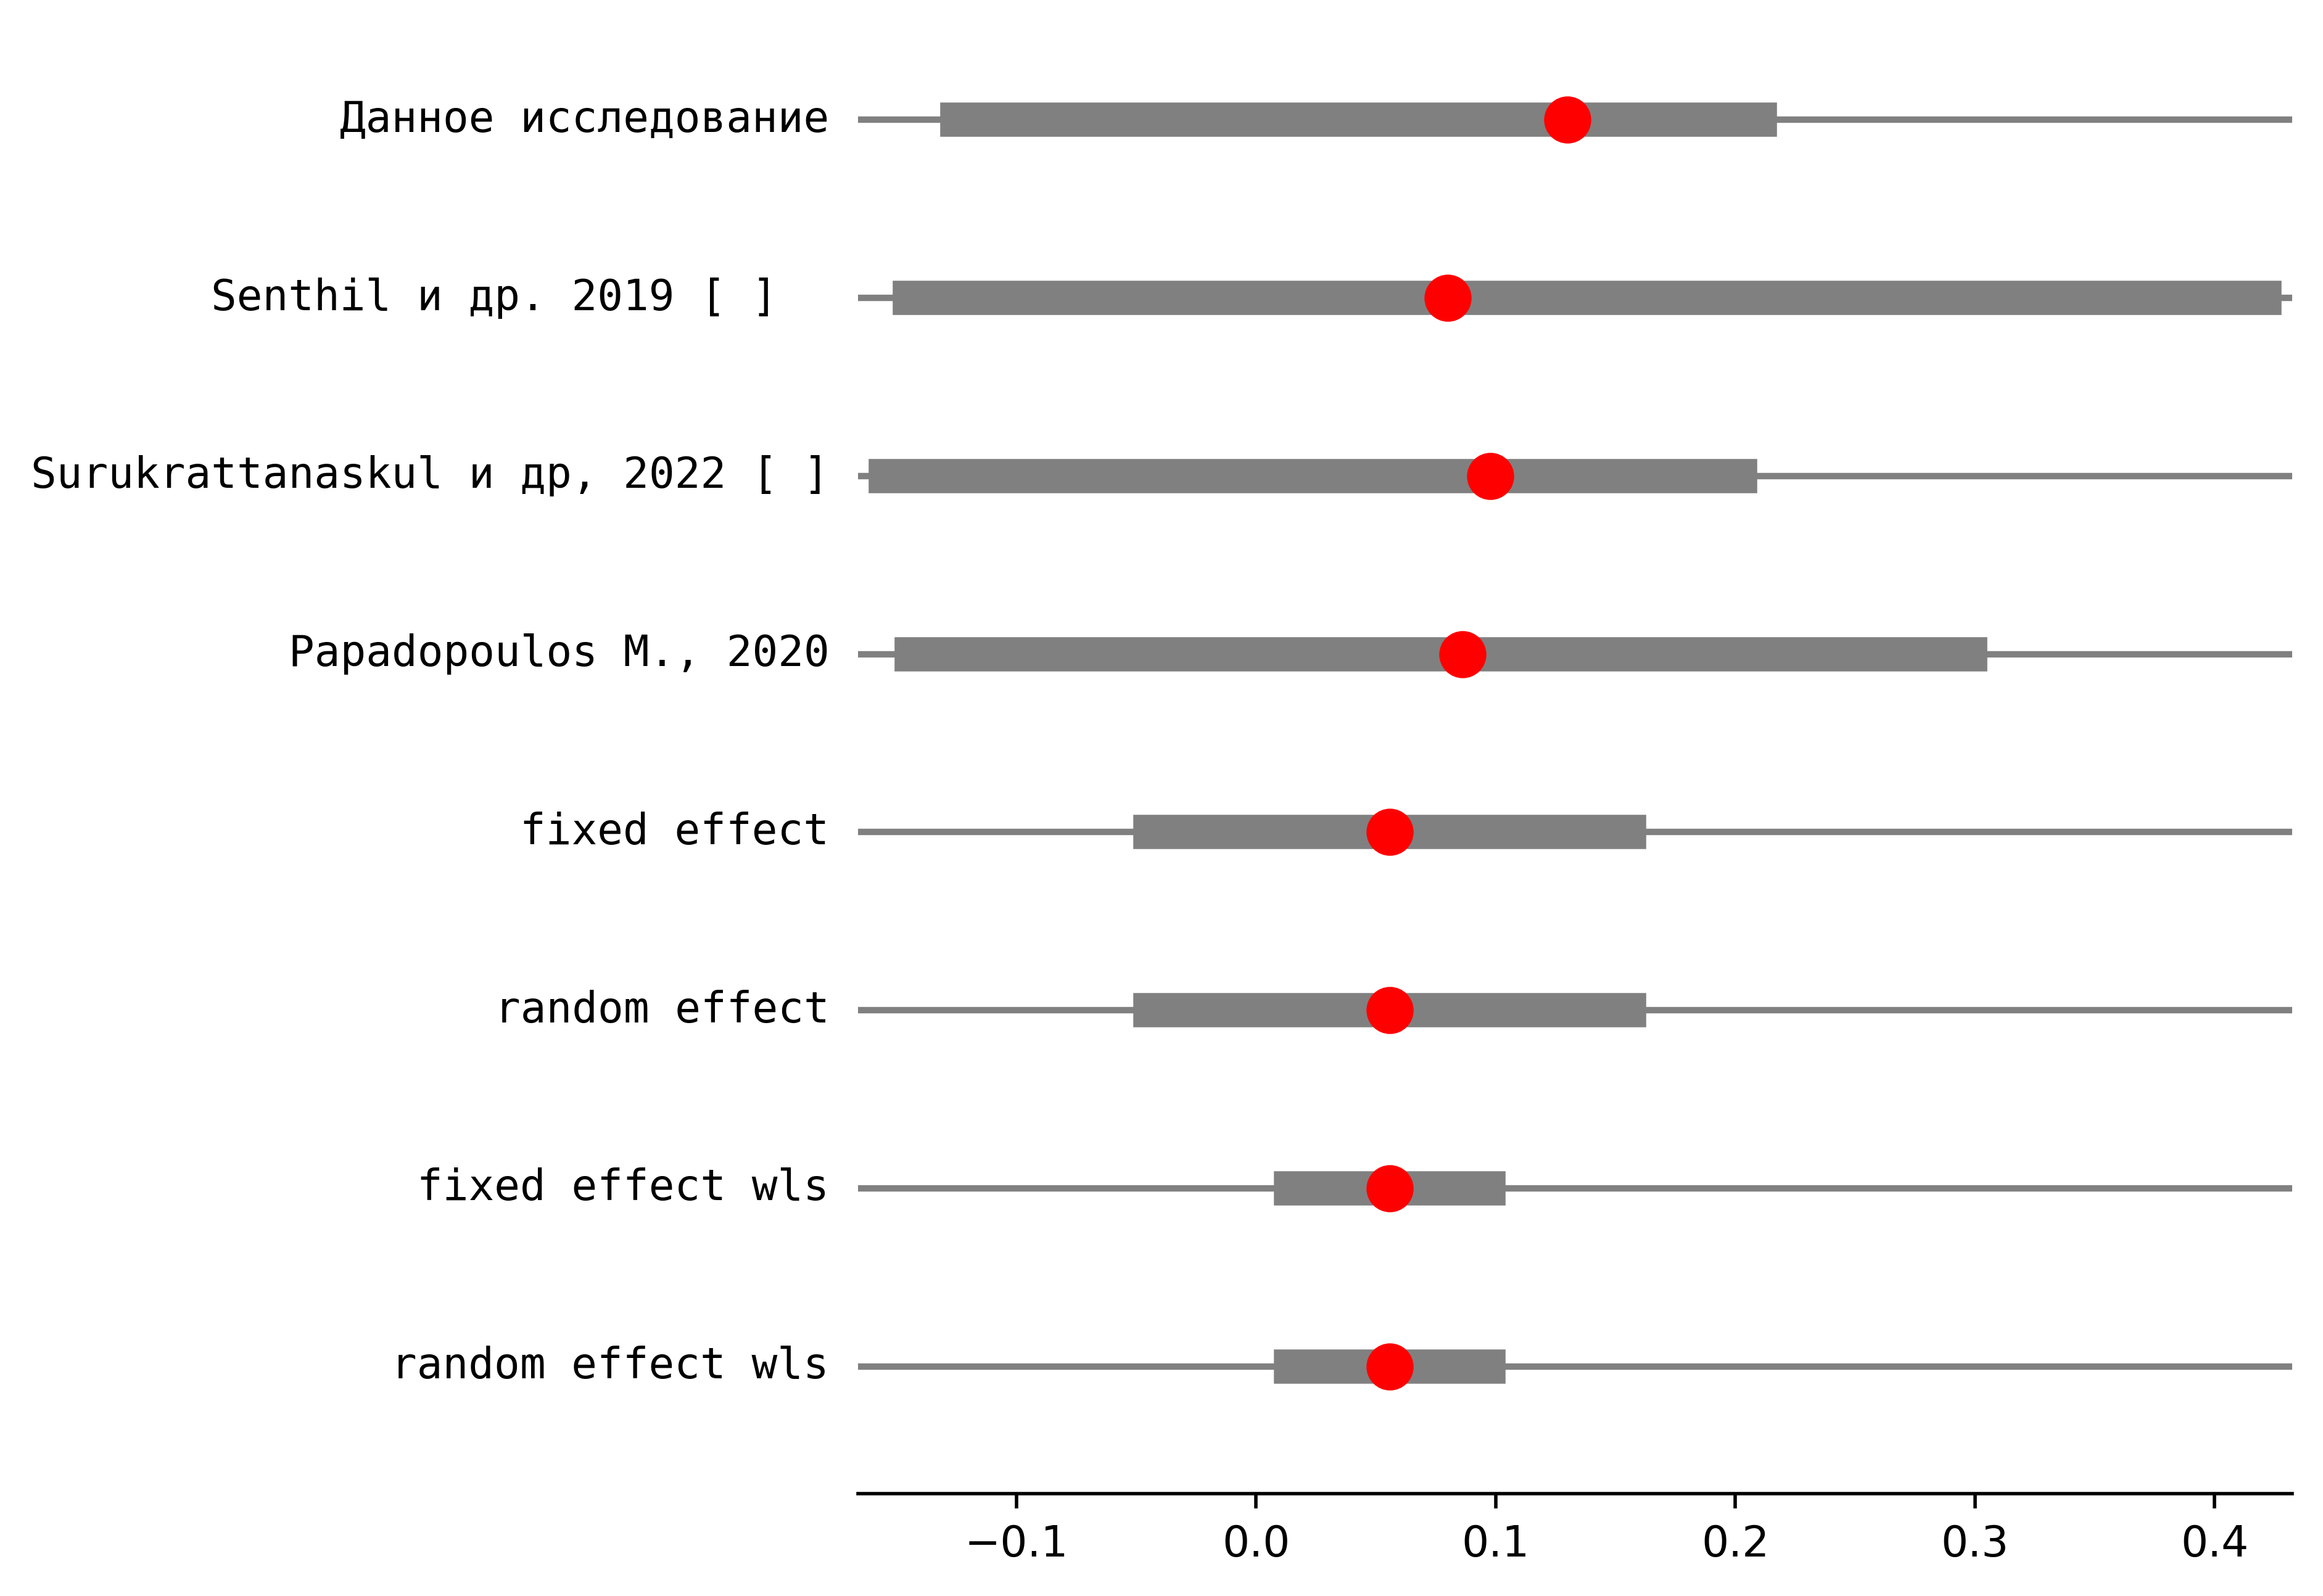 Данное исследование
Senthil и др. 2019 [ ]
Surukrattanaskul и др, 2022 [ ]
Papadopoulos M., 2020
fixed effect
random effect
fixed effect wls
random effect wls
−0.1 0.0 0.1 0.2 0.3 0.4